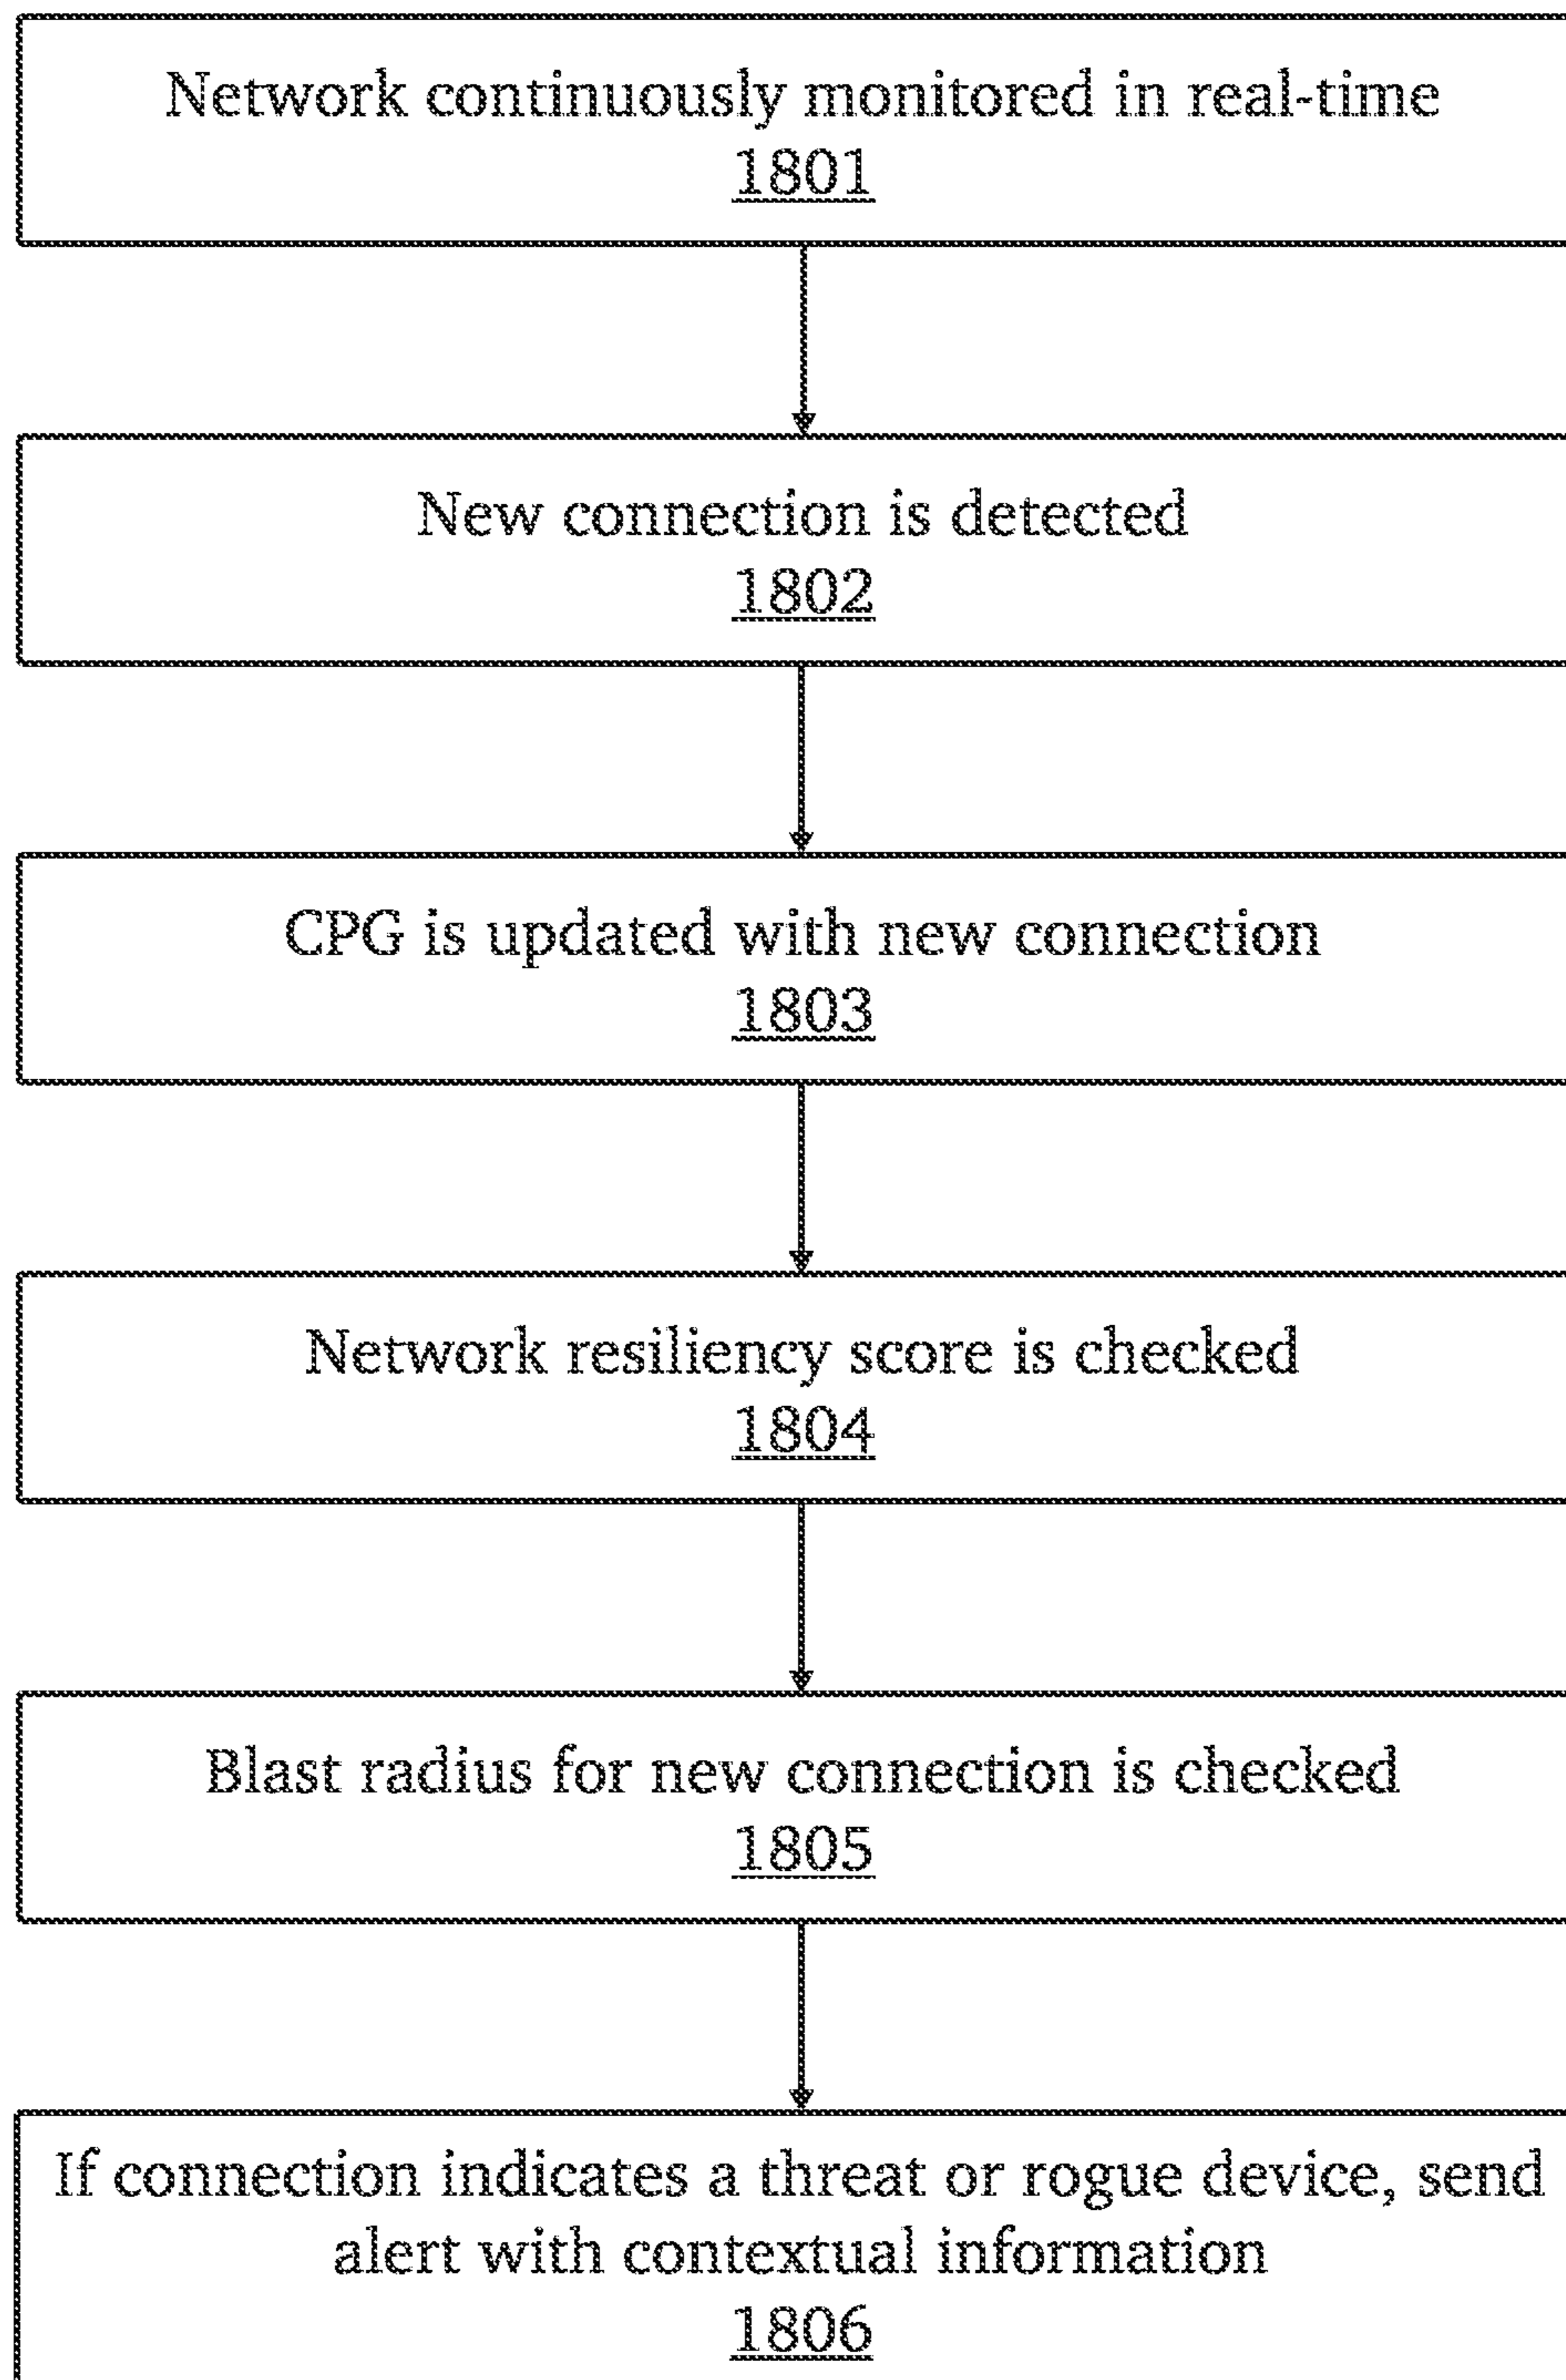 Network continuously monitored in real-time
1801
New connection is detected
1802
CPG is updated with new connection
1803
Network resiliency score is checked
1804
Blast radius for new connection is checked
1805
If connection indicates a threat or rogue device, send
alert with contextual information
1806